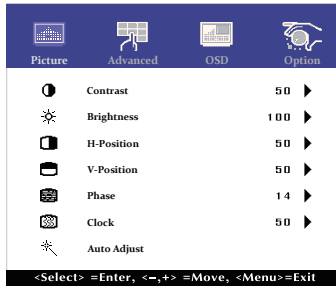 Picture Advanced OSD Option
Contrast 50
Brightness 100
H-Position 50
V-Position 50
Phase 14
Clock 50
Auto Adjust
<Select> =Enter, <–,+> =Move, <Menu>=Exit